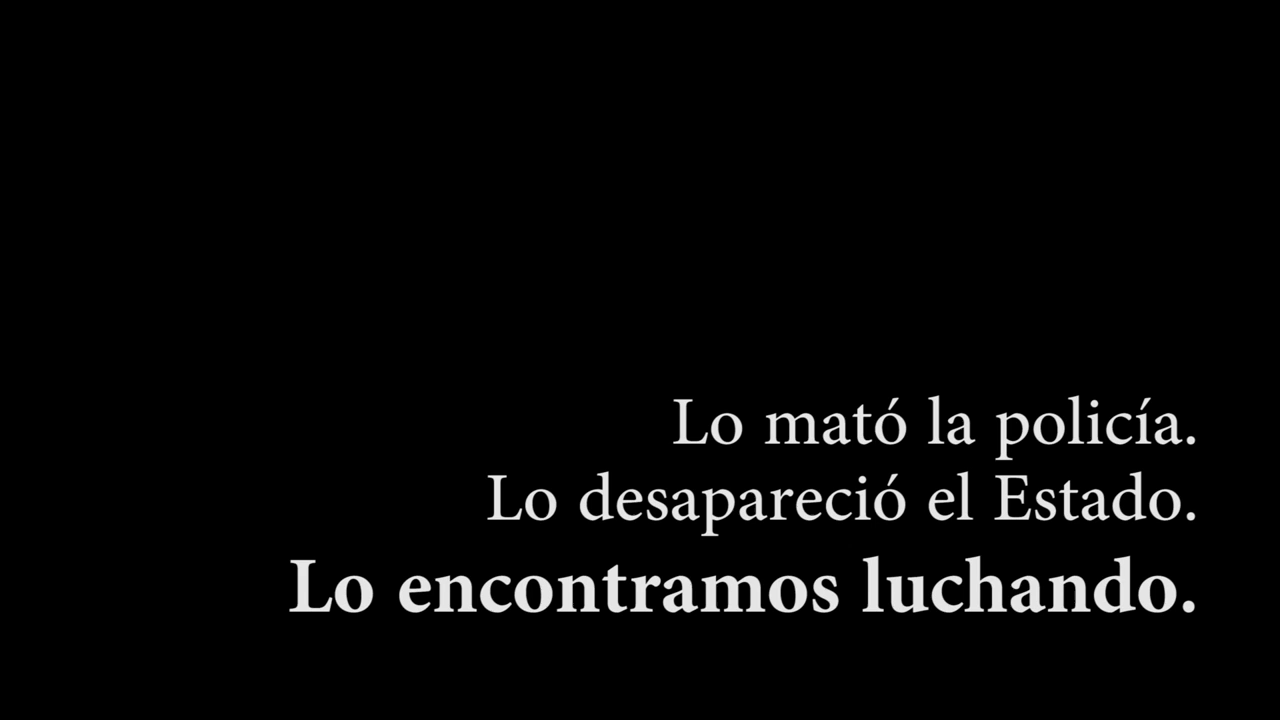 Lo mató la policía.
Lo desapareció el Estado.
Lo encontramos luchando.